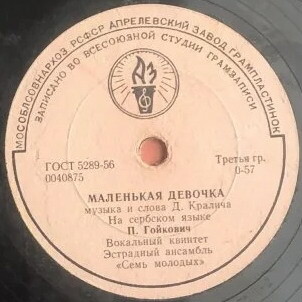 МОСОБЛСОВНАРХОЗ РСФСР АПРЕЛЕВСКИЙ ЗАВОД ГРАМПЛАСТИНОК
ЗАПИСАНО ВО ВСЕСОЮЗНОЙ СТУДИИ ГРАМЗАПИСИ
АЗ
ГОСТ 5289-56
0040875
Третья гр.
0-57
МАЛЕНЬКАЯ ДЕВОЧКА
музыка и слова Д. Кралича
На сербском языке
П. Гойкович
Вокальный квинтет
Эстрадный ансамбль
«Семь молодых»